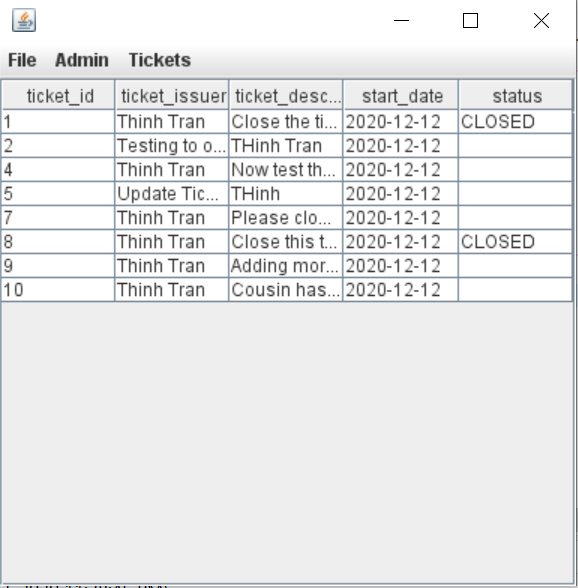 File Admin Tickets
ticket_id ticket_issuer ticket_desc... start_date status
1 Thinh Tran Close the ti... 2020-12-12 CLOSED
2 Testing to o... THinh Tran 2020-12-12
4 Thinh Tran Now test th... 2020-12-12
5 Update Tic... THinh 2020-12-12
7 Thinh Tran Please clo... 2020-12-12
8 Thinh Tran Close this t... 2020-12-12 CLOSED
9 Thinh Tran Adding mor... 2020-12-12
10 Thinh Tran Cousin has... 2020-12-12